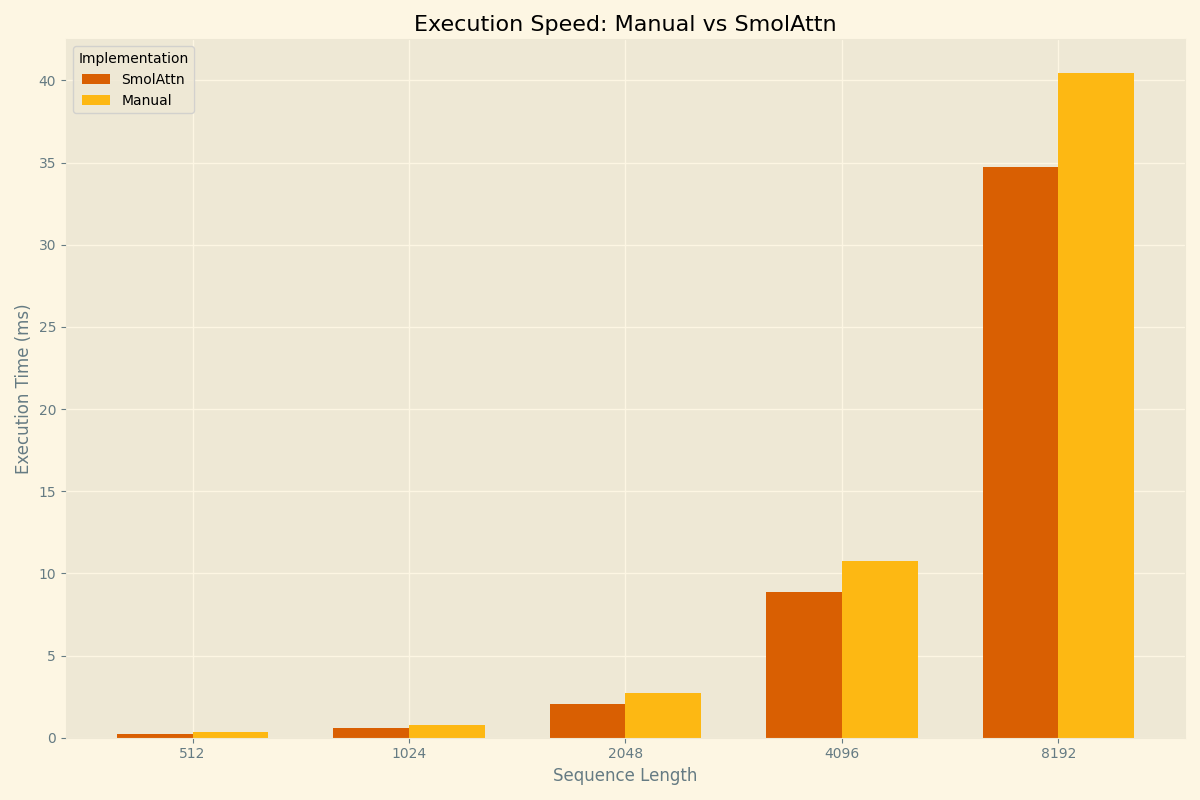 Execution Speed: Manual vs SmolAttn
Implementation
SmolAttn
Manual
Execution Time (ms)
40
35
30
25
20
15
10
5
0
512 1024 2048 4096 8192
Sequence Length